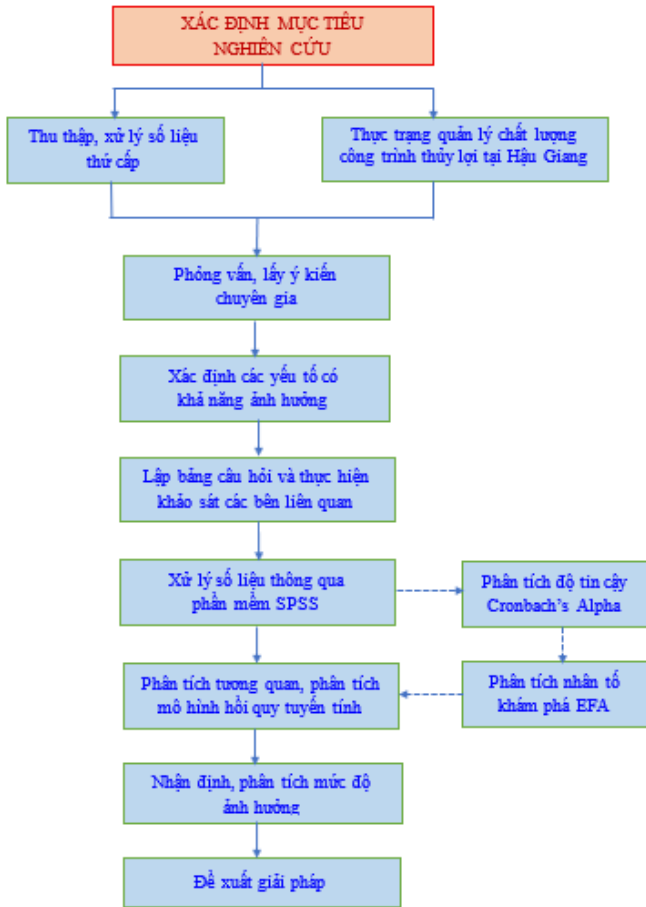 XÁC ĐỊNH MỤC TIÊU
NGHIÊN CỨU
Thu thập, xử lý số liệu
thứ cấp
Thực trạng quản lý chất lượng
công trình thủy lợi tại Hậu Giang
Phỏng vấn, lấy ý kiến
chuyên gia
Xác định các yếu tố có
khả năng ảnh hưởng
Lập bảng câu hỏi và thực hiện
khảo sát các bên liên quan
Xử lý số liệu thông qua
phần mềm SPSS
Phân tích độ tin cậy
Cronbach's Alpha
Phân tích tương quan, phân tích
mô hình hồi quy tuyến tính
Phân tích nhân tố
khám phá EFA
Nhận định, phân tích mức độ
ảnh hưởng
Đề xuất giải pháp